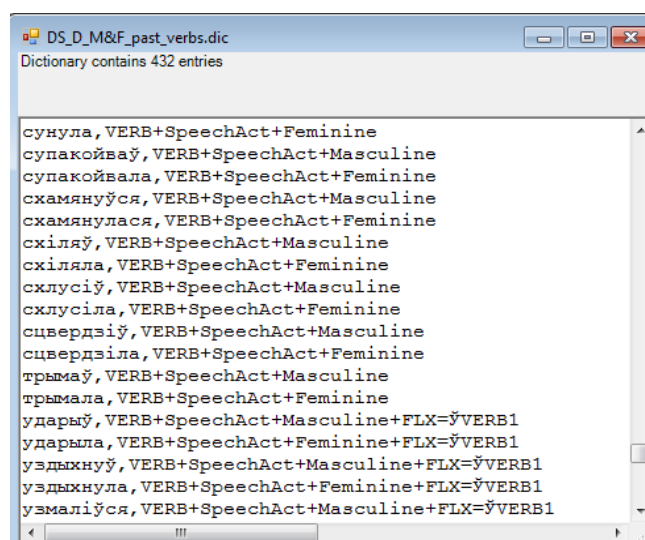 DS_D_M&F_past_verbs.dic
Dictionary contains 432 entries
сунула,VERB+SpeechAct+Feminine
супакойваў,VERB+SpeechAct+Masculine
супакойвала,VERB+SpeechAct+Feminine
схамянуўся,VERB+SpeechAct+Masculine
схамянулася,VERB+SpeechAct+Feminine
схіляў,VERB+SpeechAct+Masculine
схіляла,VERB+SpeechAct+Feminine
схлусіў,VERB+SpeechAct+Masculine
схлусіла,VERB+SpeechAct+Feminine
сцвердзіў,VERB+SpeechAct+Masculine
сцвердзіла,VERB+SpeechAct+Feminine
трымаў,VERB+SpeechAct+Masculine
трымала,VERB+SpeechAct+Feminine
ударыў,VERB+SpeechAct+Masculine+FLX=ЎVERB1
ударыла,VERB+SpeechAct+Feminine+FLX=ЎVERB1
уздыхнуў,VERB+SpeechAct+Masculine+FLX=ЎVERB1
уздыхнула,VERB+SpeechAct+Feminine+FLX=ЎVERB1
узмаліўся,VERB+SpeechAct+Masculine+FLX=ЎVERB1